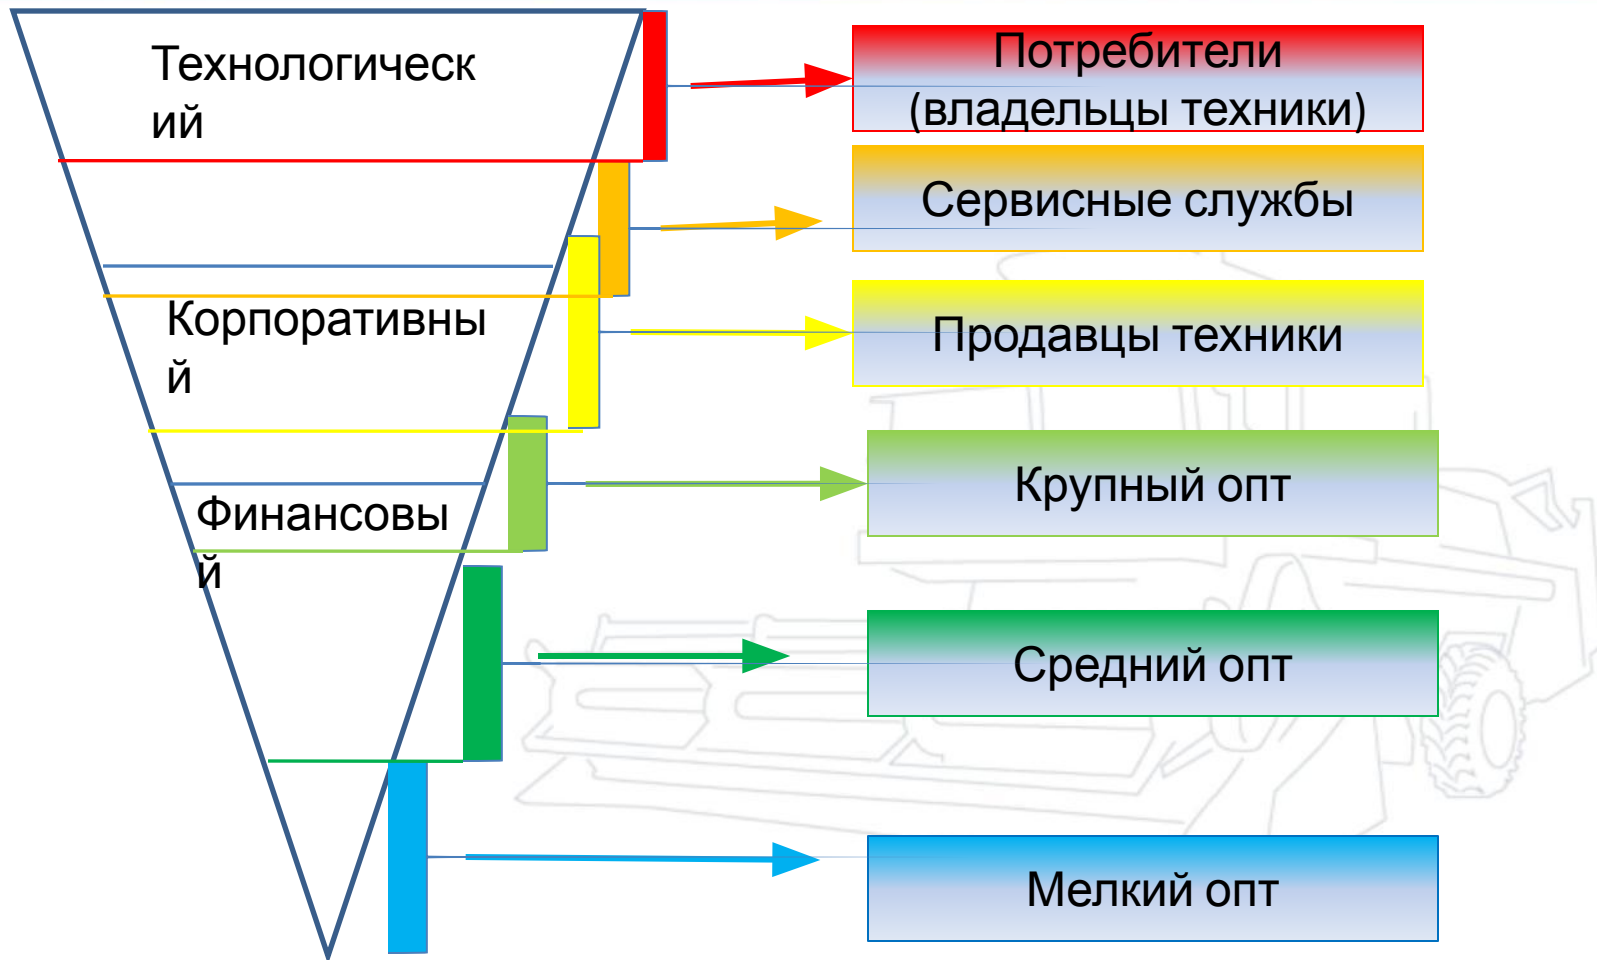 Технологическ
ий
Корпоративны
й
Финансовы
й
Потребители
(владельцы техники)
Сервисные службы
Продавцы техники
Крупный опт
Средний опт
Мелкий опт